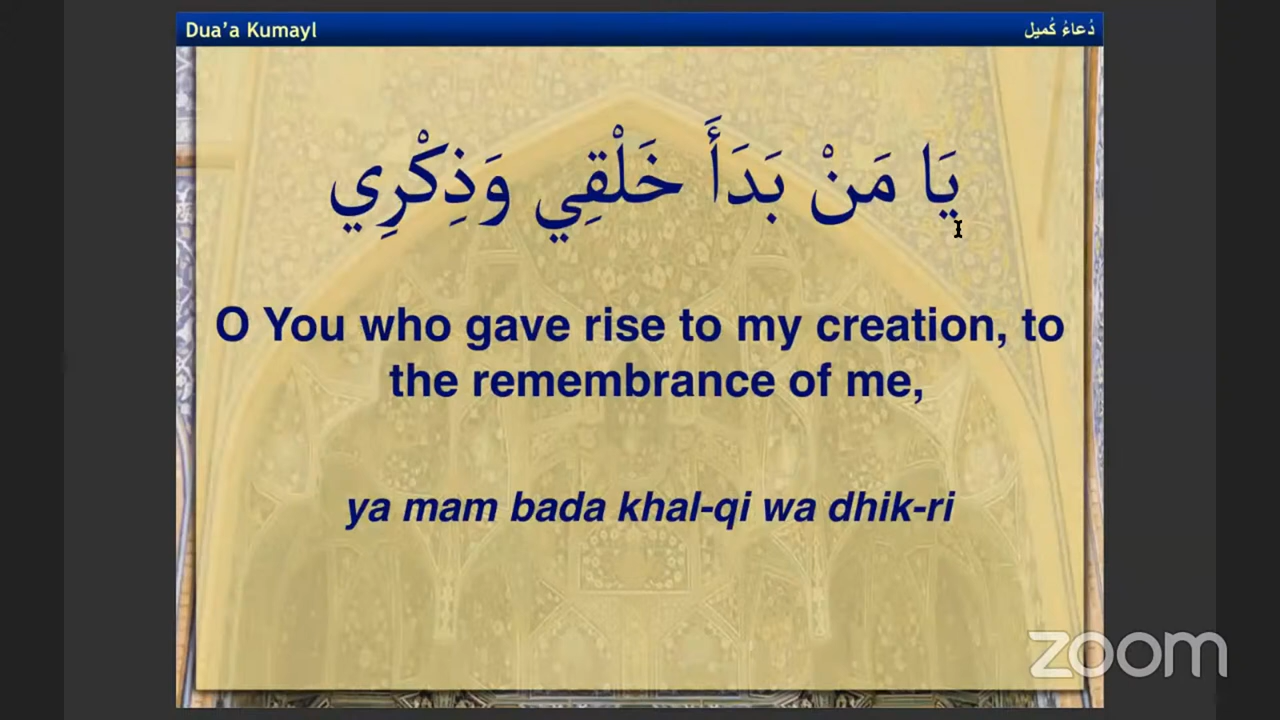 Dua’a Kumayl
دُعاءُ كُميل
يَا مَنْ بَدَأَ خَلْقِي وَذِكْرِي
O You who gave rise to my creation, to
the remembrance of me,
ya mam bada khal-qi wa dhik-ri
zoom